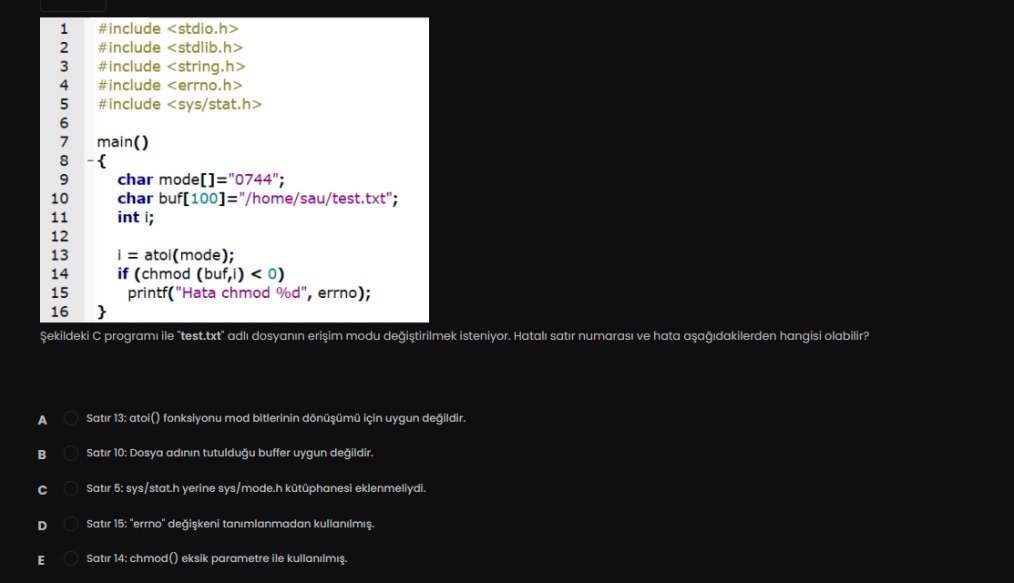 1 #include <stdio.h>
2 #include <stdlib.h>
3 #include <string.h>
4 #include <errno.h>
5 #include <sys/stat.h>
6
7 main()
8 {
9 char mode[]="0744";
10 char buf[100]="/home/sau/test.txt";
11 int i;
12
13 i = atoi(mode);
14 if (chmod (buf,i) < 0)
15 printf("Hata chmod %d", errno);
16 }
Şekildeki C programı ile "test.txt" adlı dosyanın erişim modu değiştirilmek isteniyor. Hatalı satır numarası ve hata aşağıdakilerden hangisi olabilir?
A Satır 13: atoi() fonksiyonu mod bitlerinin dönüşümü için uygun değildir.
B Satır 10: Dosya adının tutulduğu buffer uygun değildir.
C Satır 5: sys/stat.h yerine sys/mode.h kütüphanesi eklenmeliydi.
D Satır 15: "errno" değişkeni tanımlanmadan kullanılmış.
E Satır 14: chmod() eksik parametre ile kullanılmış.